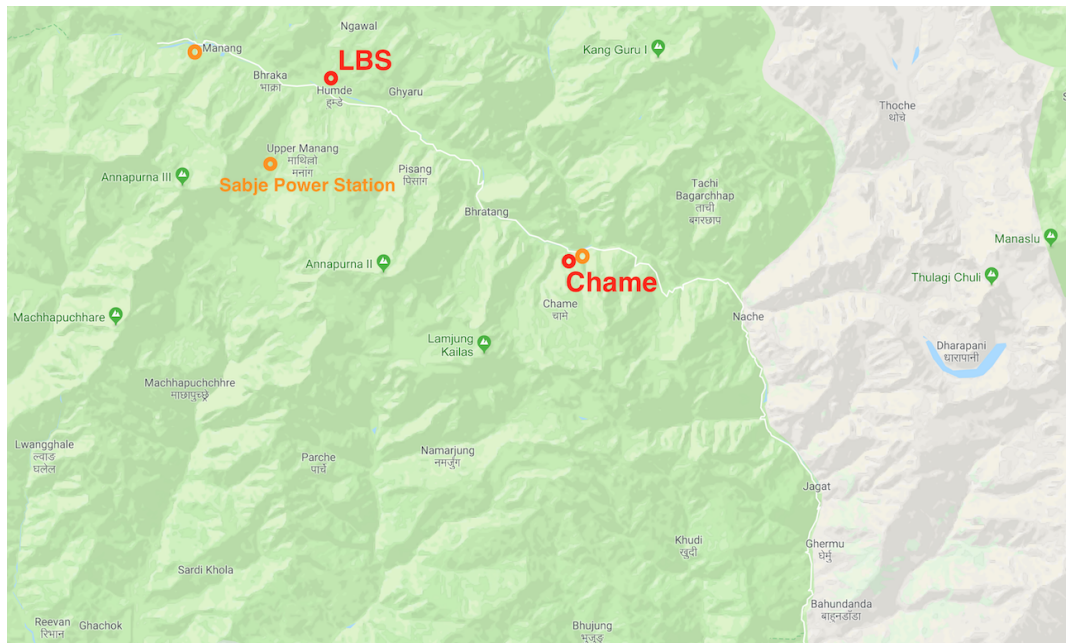 Ngawal
Manang
LBS
Kang Guru I
Bhraka
भ्राका
Humde
हुम्डे
Ghyaru
Thoche
थोंचे
Upper Manang
माथिल्लो
मनाग
Annapurna III
Sabje Power Station
Pisang
पिसाग
Tachi
Bagarchhap
ताची
बगरछाप
Bhratang
Manaslu
Annapurna II
Thulagi Chuli
Chame
Chame
चामे
Machhapuchhare
Nache
Lamjung
Kailas
Dharapani
धारापानी
Machhapuchchhre
माछापुच्छ्रे
Lwangghale
ल्वाङ
घलेल
Parche
पार्चे
Namarjung
नमर्जुग
Jagat
Khudi
खुदी
Ghermu
घेर्मु
Sardi Khola
Bahundanda
बाहुनडाँडा
Reevan
रिभान
Ghachok
Bhujung
भुजुङ